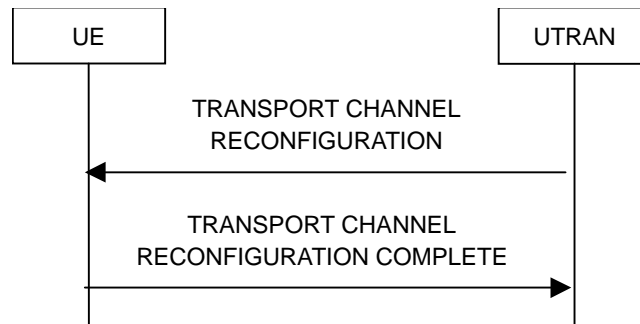 UE
UTRAN
TRANSPORT CHANNEL
RECONFIGURATION
TRANSPORT CHANNEL
RECONFIGURATION COMPLETE